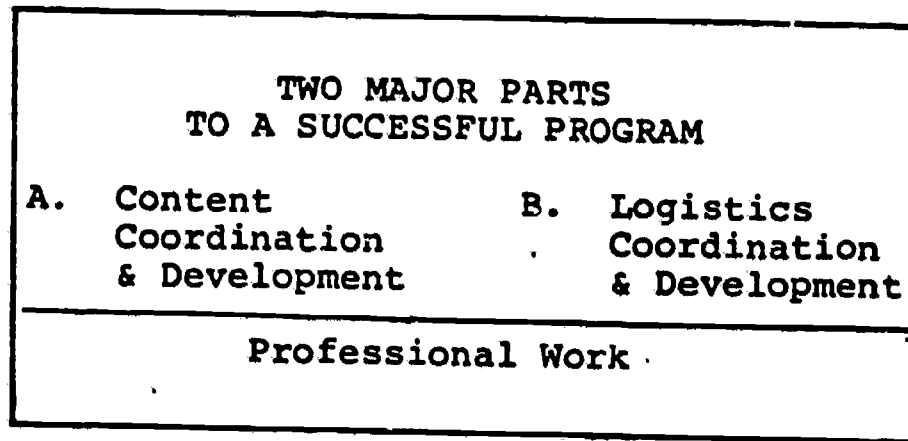 TWO MAJOR PARTS
TO A SUCCESSFUL PROGRAM
A. Content B. Logistics
Coordination Coordination
& Development & Development
Professional Work